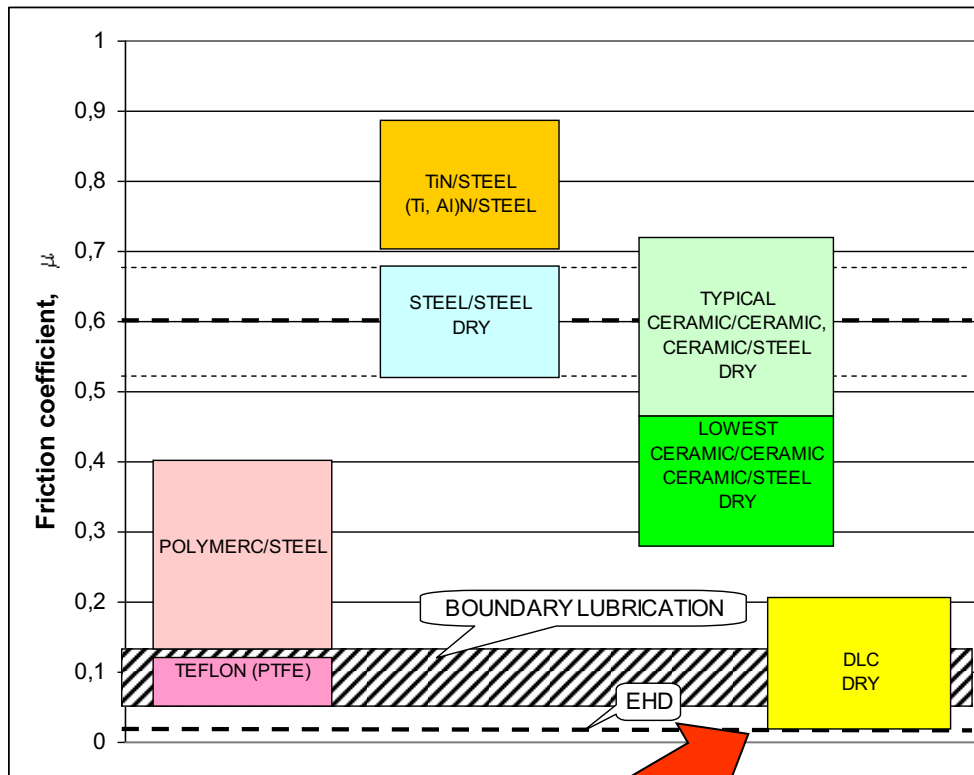 1
0,9
0,8
0,7
0,6
0,5
0,4
0,3
0,2
0,1
0
Friction coefficient, μ
TiN/STEEL
(Ti, Al)N/STEEL
STEEL/STEEL
DRY
TYPICAL
CERAMIC/CERAMIC,
CERAMIC/STEEL
DRY
LOWEST
CERAMIC/CERAMIC
CERAMIC/STEEL
DRY
POLYMERC/STEEL
BOUNDARY LUBRICATION
TEFLON (PTFE)
DLC
DRY
EHD